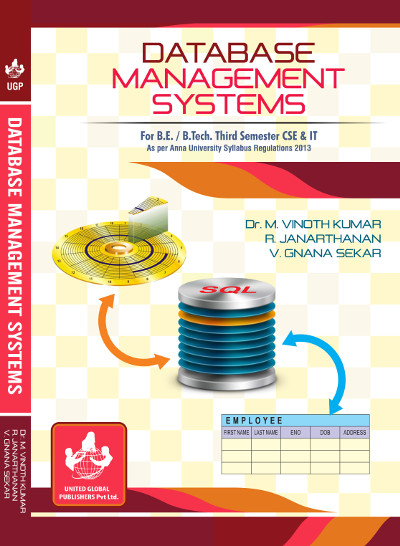 UGP
DATABASE MANAGEMENT SYSTEMS
Dr. M. VINOTH KUMAR
R. JANARTHANAN
V. GNANA SEKAR
DATABASE
MANAGEMENT
SYSTEMS
For B.E. / B.Tech. Third Semester CSE & IT
As per Anna University Syllabus Regulations 2013
Dr. M. VINOTH KUMAR
R. JANARTHANAN
V. GNANA SEKAR
SQL
EMPLOYEE
FIRST NAME LAST NAME ENO DOB ADDRESS
UNITED GLOBAL
PUBLISHERS Pvt Ltd.